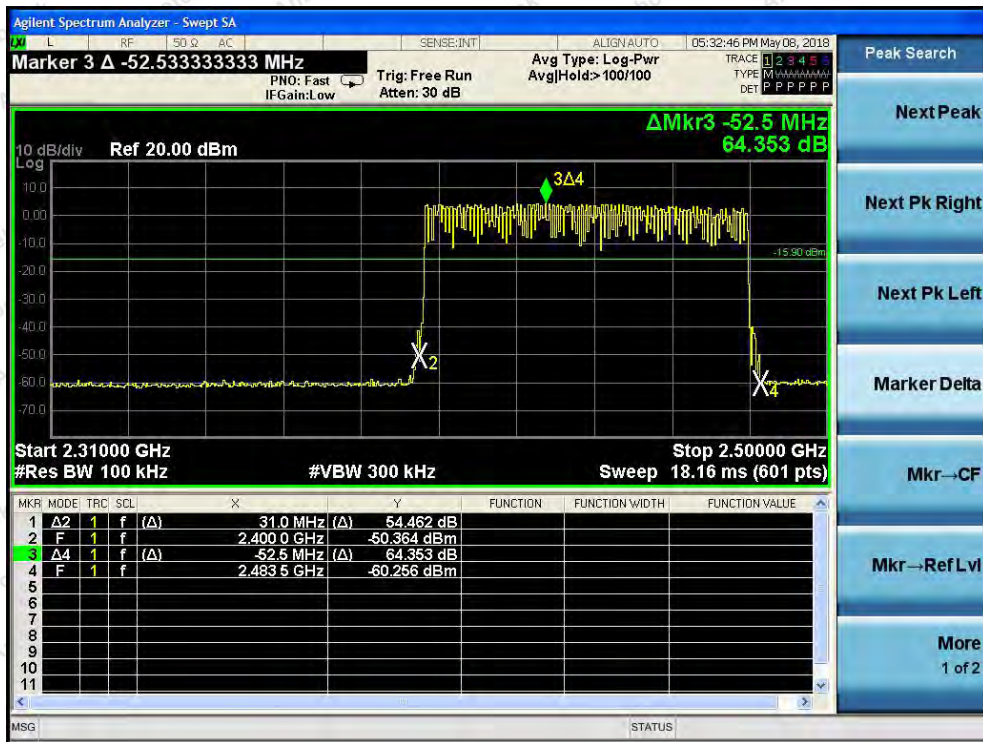 Agilent Spectrum Analyzer - Swept SA
LXI L RF 50 Ω AC SENSE:INT ALIGN AUTO 05:32:46 PM May 08, 2018
Marker 3 Δ -52.533333333 MHz
PNO: Fast
IFGain:Low
Trig: Free Run
Atten: 30 dB
Avg Type: Log-Pwr
Avg|Hold:> 100/100
TRACE 1 2 3 4 5 6
TYPE M
DET P P P P P P
Peak Search
ΔMkr3 -52.5 MHz
64.353 dB
10 dB/div Ref 20.00 dBm
Log
10.0
0.00
-10.0
-20.0
-30.0
-40.0
-50.0
-60.0
-70.0
3Δ4
-15.90 dBm
2
4
Start 2.31000 GHz Stop 2.50000 GHz
#Res BW 100 kHz #VBW 300 kHz Sweep 18.16 ms (601 pts)
MKR MODE TRC SCL X Y FUNCTION FUNCTION WIDTH FUNCTION VALUE
1 Δ2 1 f (Δ) 31.0 MHz (Δ) 54.462 dB
2 F 1 f 2.400 0 GHz -50.364 dBm
3 Δ4 1 f (Δ) -52.5 MHz (Δ) 64.353 dB
4 F 1 f 2.483 5 GHz -60.256 dBm
5
6
7
8
9
10
11
MSG STATUS
Next Peak
Next Pk Right
Next Pk Left
Marker Delta
Mkr→CF
Mkr→Ref Lvl
More
1 of 2